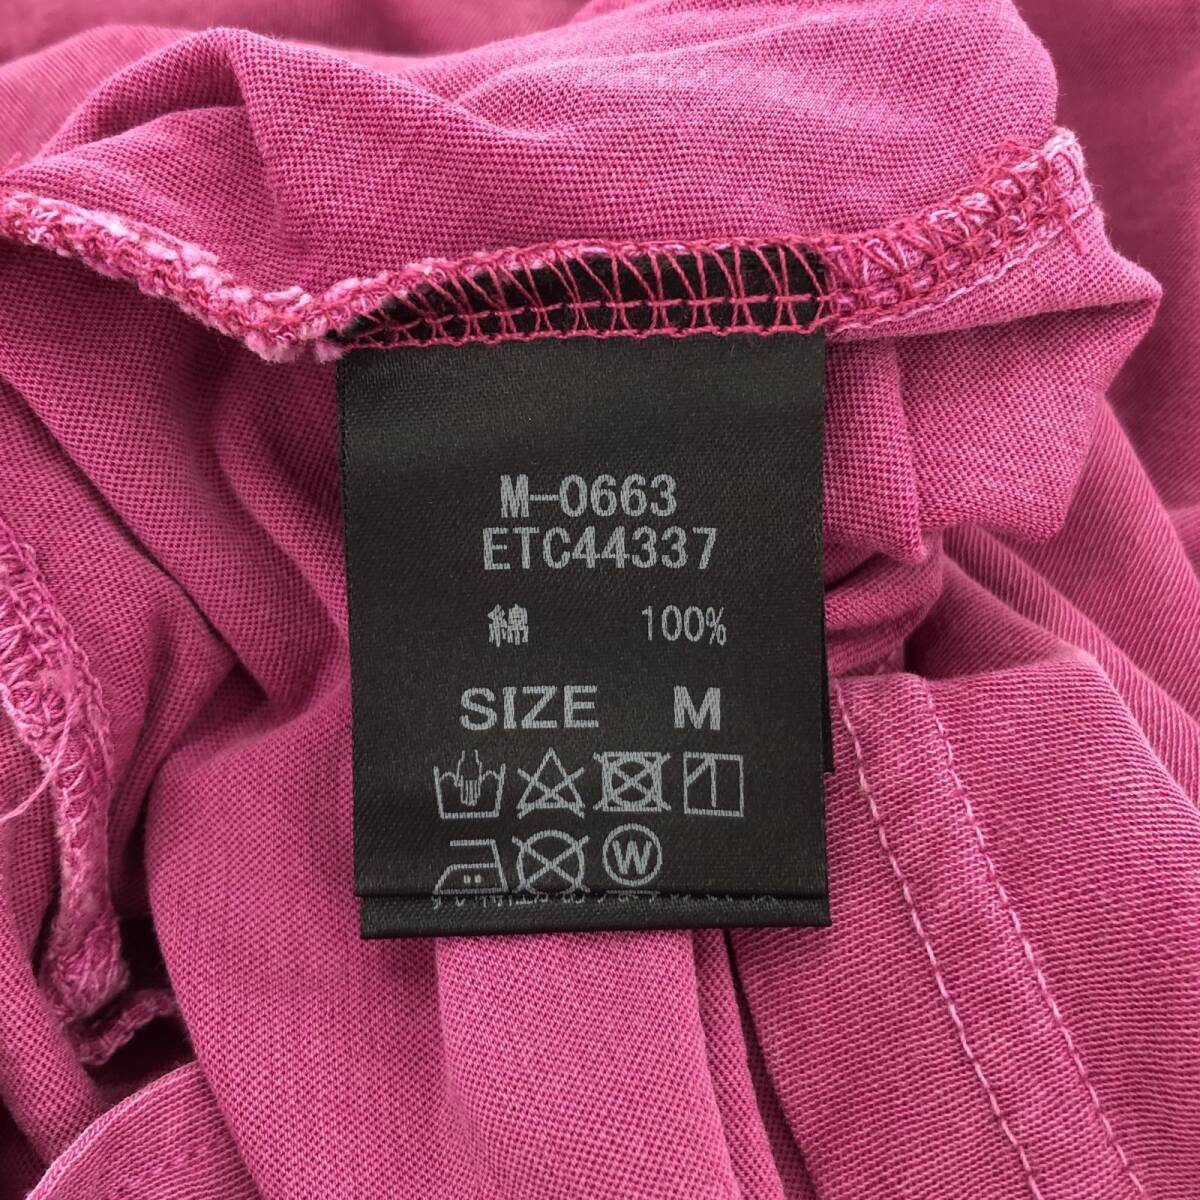 M-0663
ETC44337
綿 100%
SIZE M
W